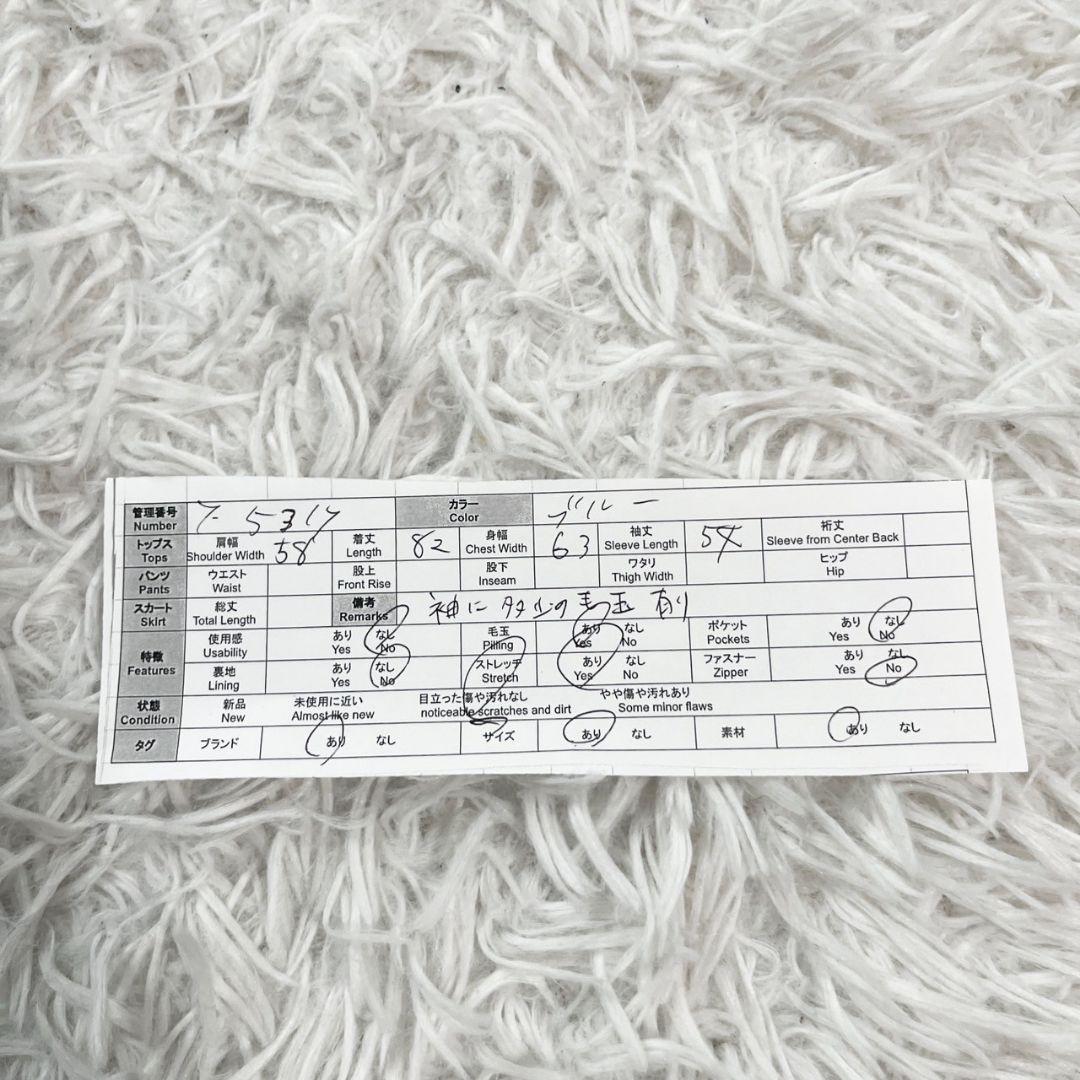 管理番号 7-5317 カラー ブルー
Number Color
トップス 肩幅 58 着丈 82 身幅 63 袖丈 54 裄丈
Tops Shoulder Width Length Chest Width Sleeve Length Sleeve from Center Back
パンツ ウエスト 股上 股下 ワタリ ヒップ
Pants Waist Front Rise Inseam Thigh Width Hip
スカート 総丈 備考 袖に多少の毛玉有り
Skirt Total Length Remarks
特徴 使用感 あり なし 毛玉 あり なし ポケット あり なし
Features Usability Yes No Pilling Yes No Pockets Yes No
裏地 あり なし ストレッチ あり なし ファスナー あり なし
Lining Yes No Stretch Yes No Zipper Yes No
状態 新品 未使用に近い 目立った傷や汚れなし やや傷や汚れあり
Condition New Almost like new noticeable scratches and dirt Some minor flaws
タグ ブランド あり なし サイズ あり なし 素材 あり なし